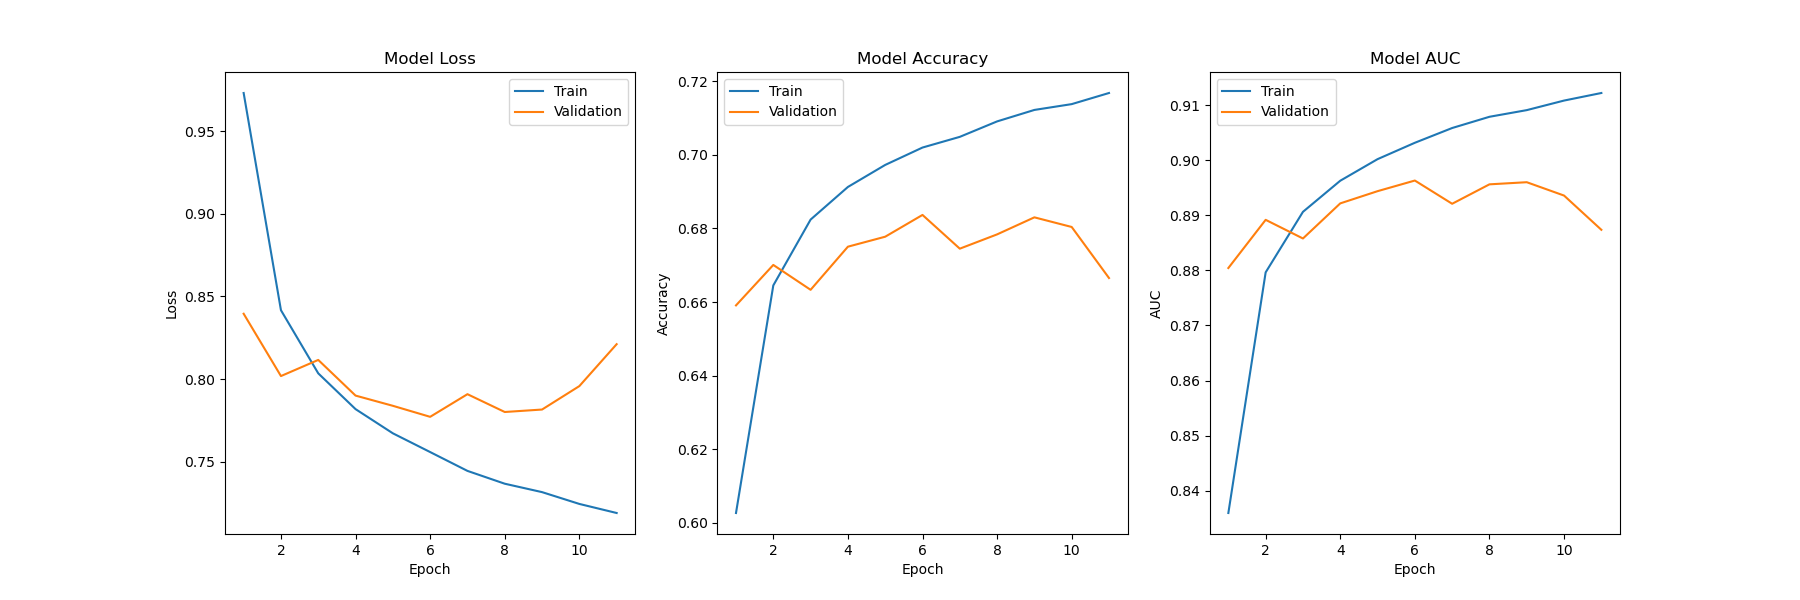 Model Loss
Train
Validation
0.95
0.90
0.85
0.80
0.75
Loss
2 4 6 8 10
Epoch
Model Accuracy
Train
Validation
0.72
0.70
0.68
0.66
0.64
0.62
0.60
Accuracy
2 4 6 8 10
Epoch
Model AUC
Train
Validation
0.91
0.90
0.89
0.88
0.87
0.86
0.85
0.84
AUC
2 4 6 8 10
Epoch